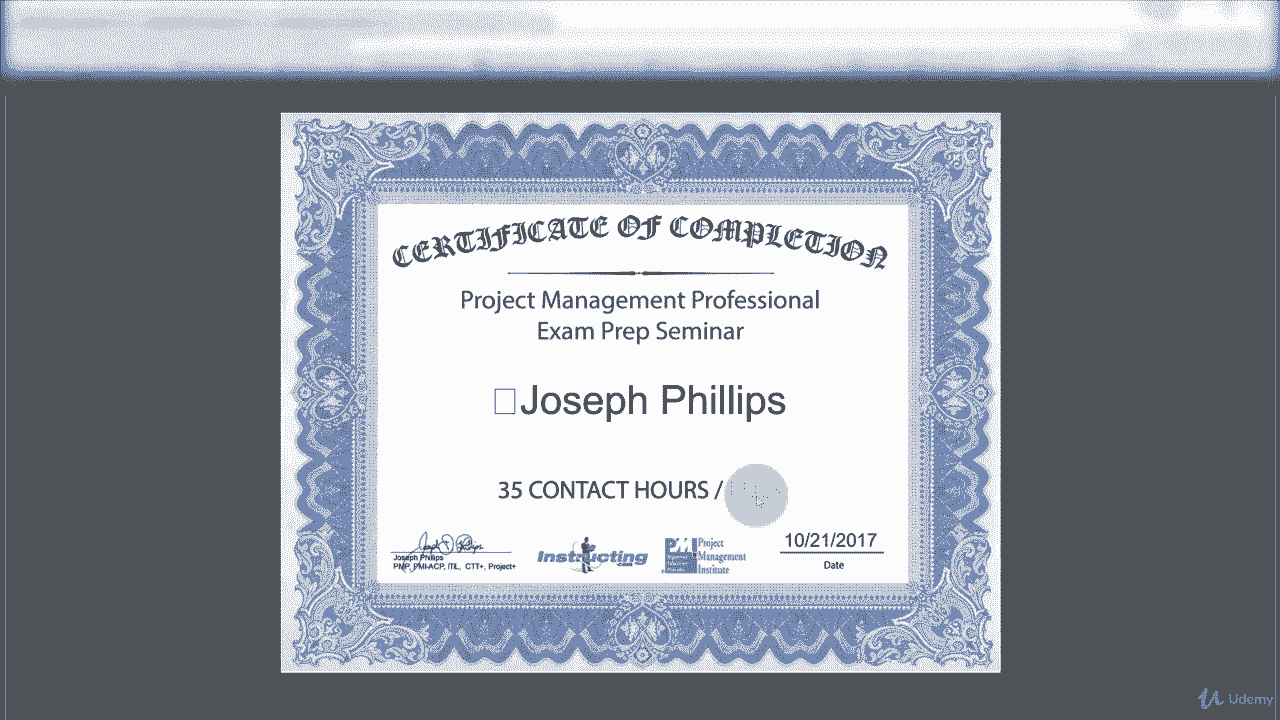 CERTIFICATE OF COMPLETION
Project Management Professional
Exam Prep Seminar
Joseph Phillips
35 CONTACT HOURS /
Joseph Phillips
PMP, PMI-ACP, ITIL, CTT+, Project+
Instructing
.com
Project
Management
Institute
10/21/2017
Date
Udemy